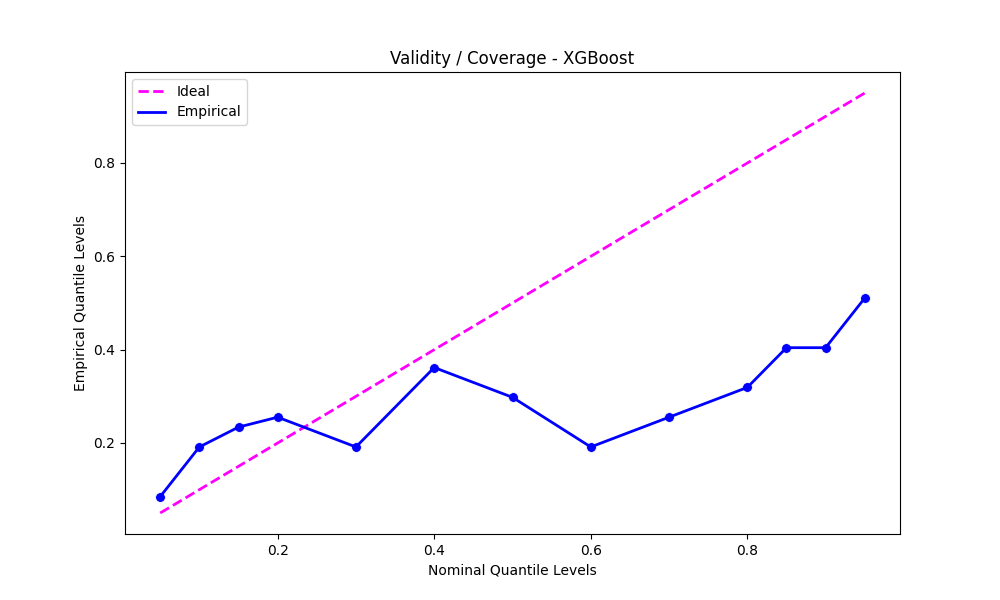 Validity / Coverage - XGBoost
Ideal
Empirical
Empirical Quantile Levels
0.8
0.6
0.4
0.2
0.2 0.4 0.6 0.8
Nominal Quantile Levels